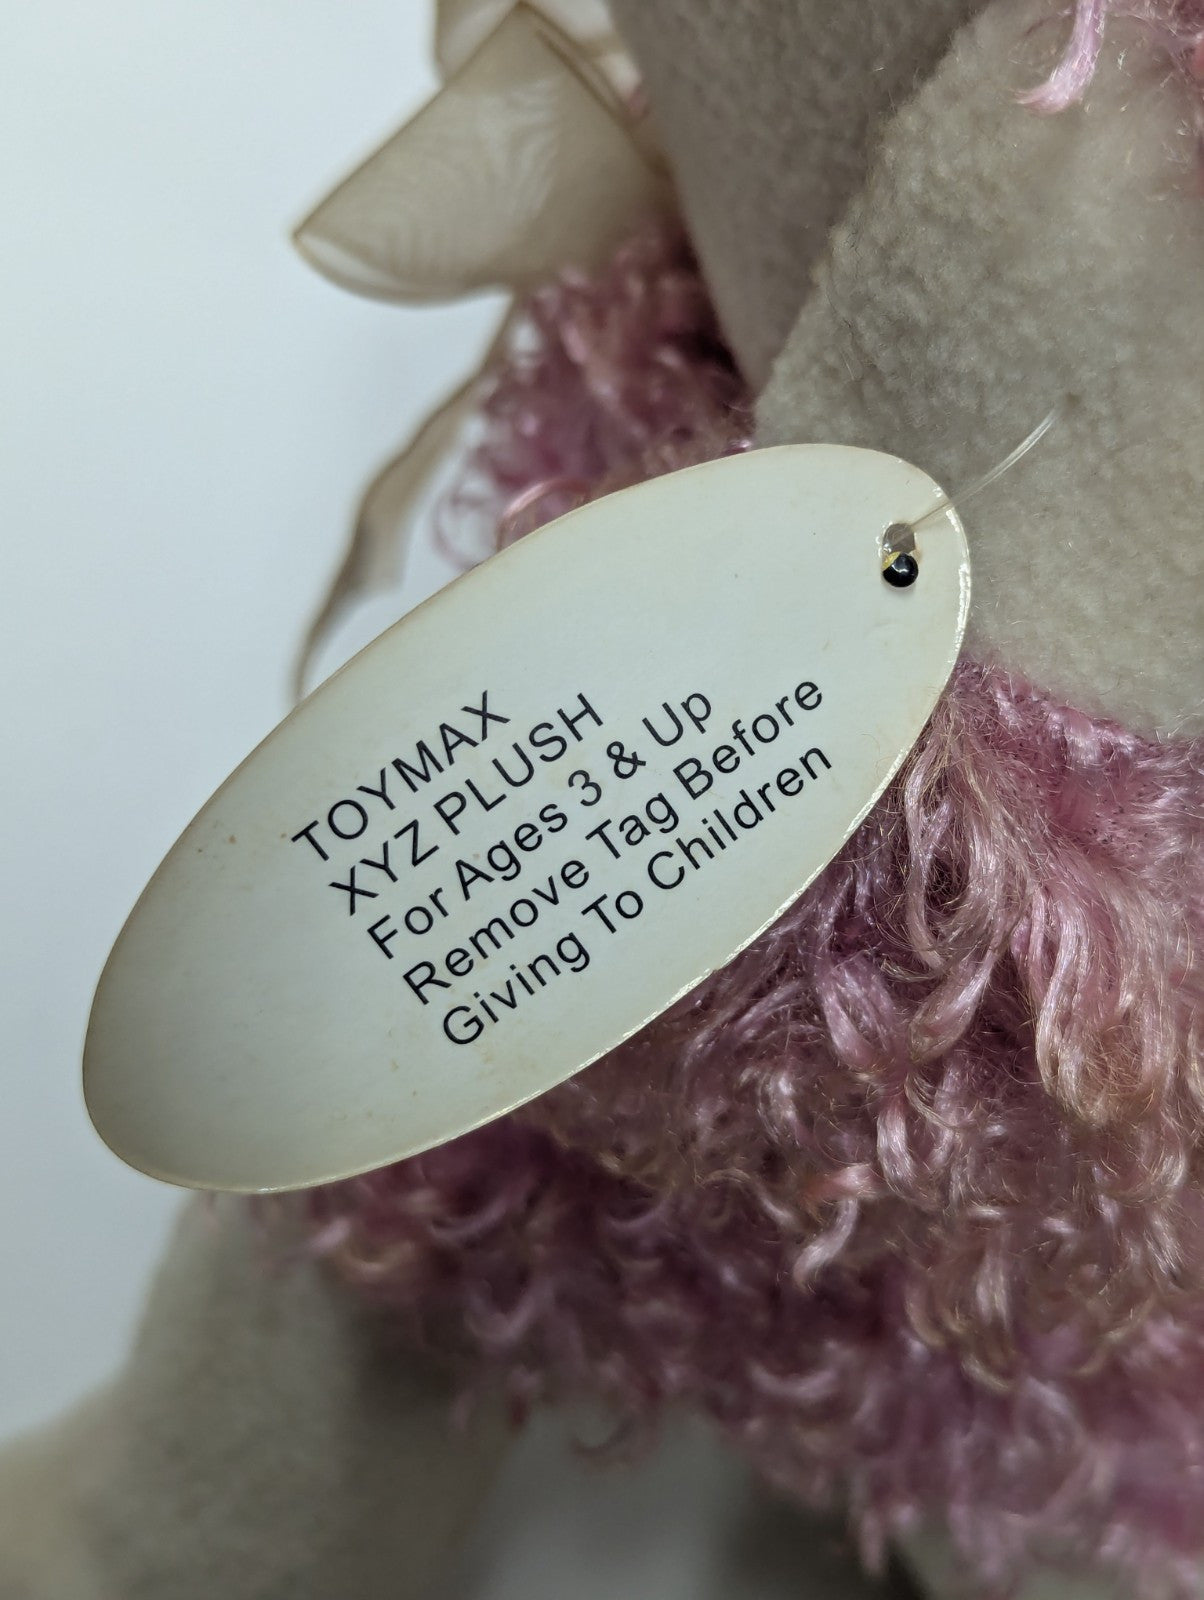 TOYMAX
XYZ PLUSH
For Ages 3 & Up
Remove Tag Before
Giving To Children